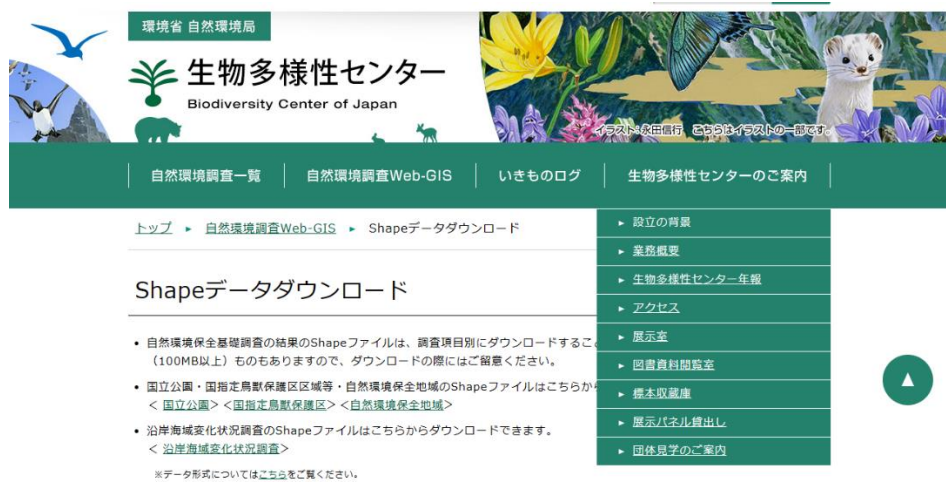 環境省 自然環境局
生物多様性センター
Biodiversity Center of Japan
イラスト：永田信行 こちらはイラストの一部です。
自然環境調査一覧
自然環境調査Web-GIS
いきものログ
生物多様性センターのご案内
トップ ▸ 自然環境調査Web-GIS ▸ Shapeデータダウンロード
Shapeデータダウンロード
• 自然環境保全基礎調査の結果のShapeファイルは、調査項目別にダウンロードするこ
（100MB以上）ものもありますので、ダウンロードの際にはご留意ください。
• 国立公園・国指定鳥獣保護区区域等・自然環境保全地域のShapeファイルはこちらか
< 国立公園> <国指定鳥獣保護区> <自然環境保全地域>
• 沿岸海域変化状況調査のShapeファイルはこちらからダウンロードできます。
< 沿岸海域変化状況調査>
※データ形式についてはこちらをご覧ください。
▸ 設立の背景
▸ 業務概要
▸ 生物多様性センター年報
▸ アクセス
▸ 展示室
▸ 図書資料閲覧室
▸ 標本収蔵庫
▸ 展示パネル貸出し
▸ 団体見学のご案内